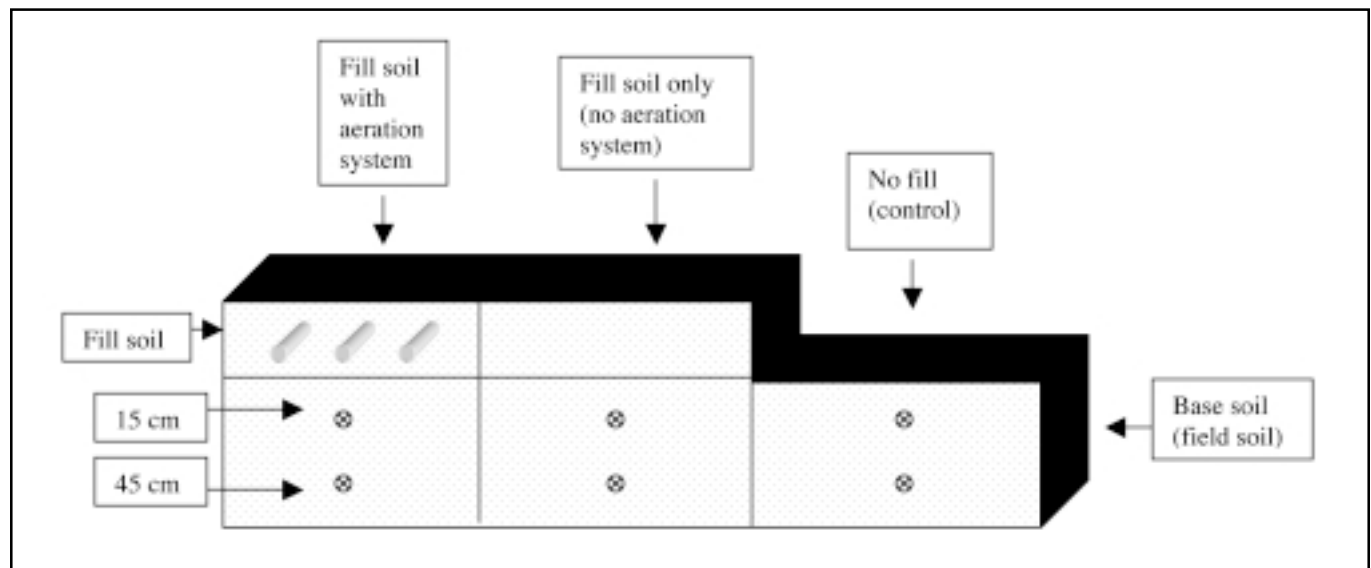 Fill soil
with
aeration
system
Fill soil only
(no aeration
system)
No fill
(control)
Fill soil
15 cm
45 cm
Base soil
(field soil)